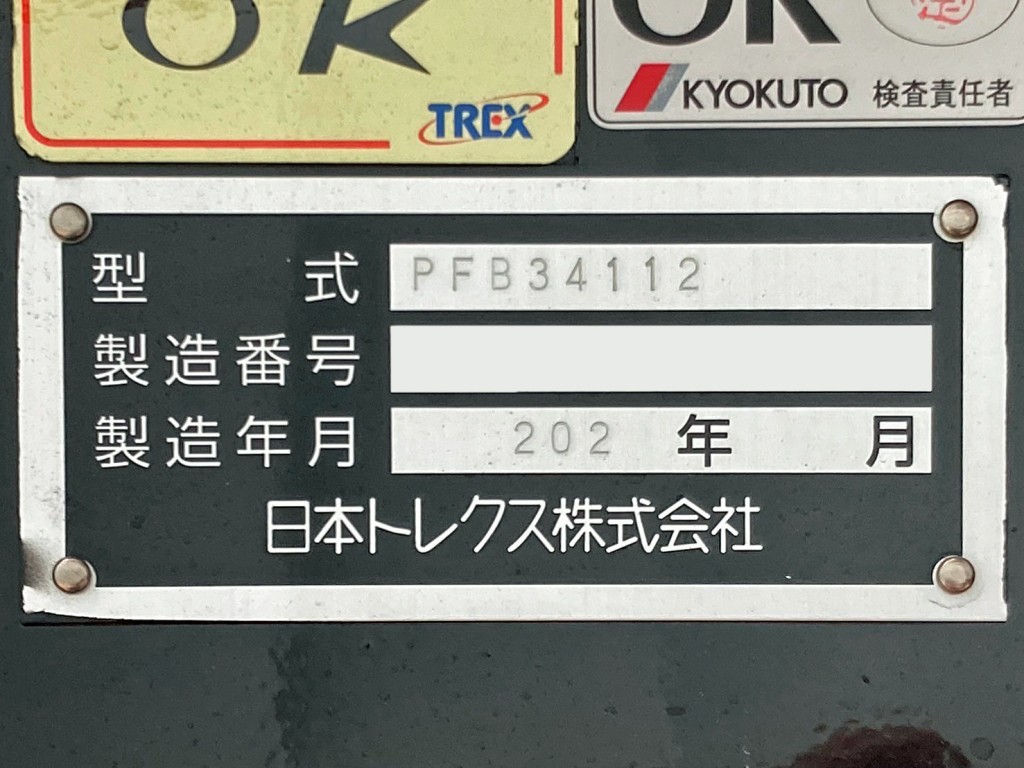 OK
TREX
OK
KYOKUTO 検査責任者
型式 PFB34112
製造番号
製造年月 202 年 月
日本トレクス株式会社